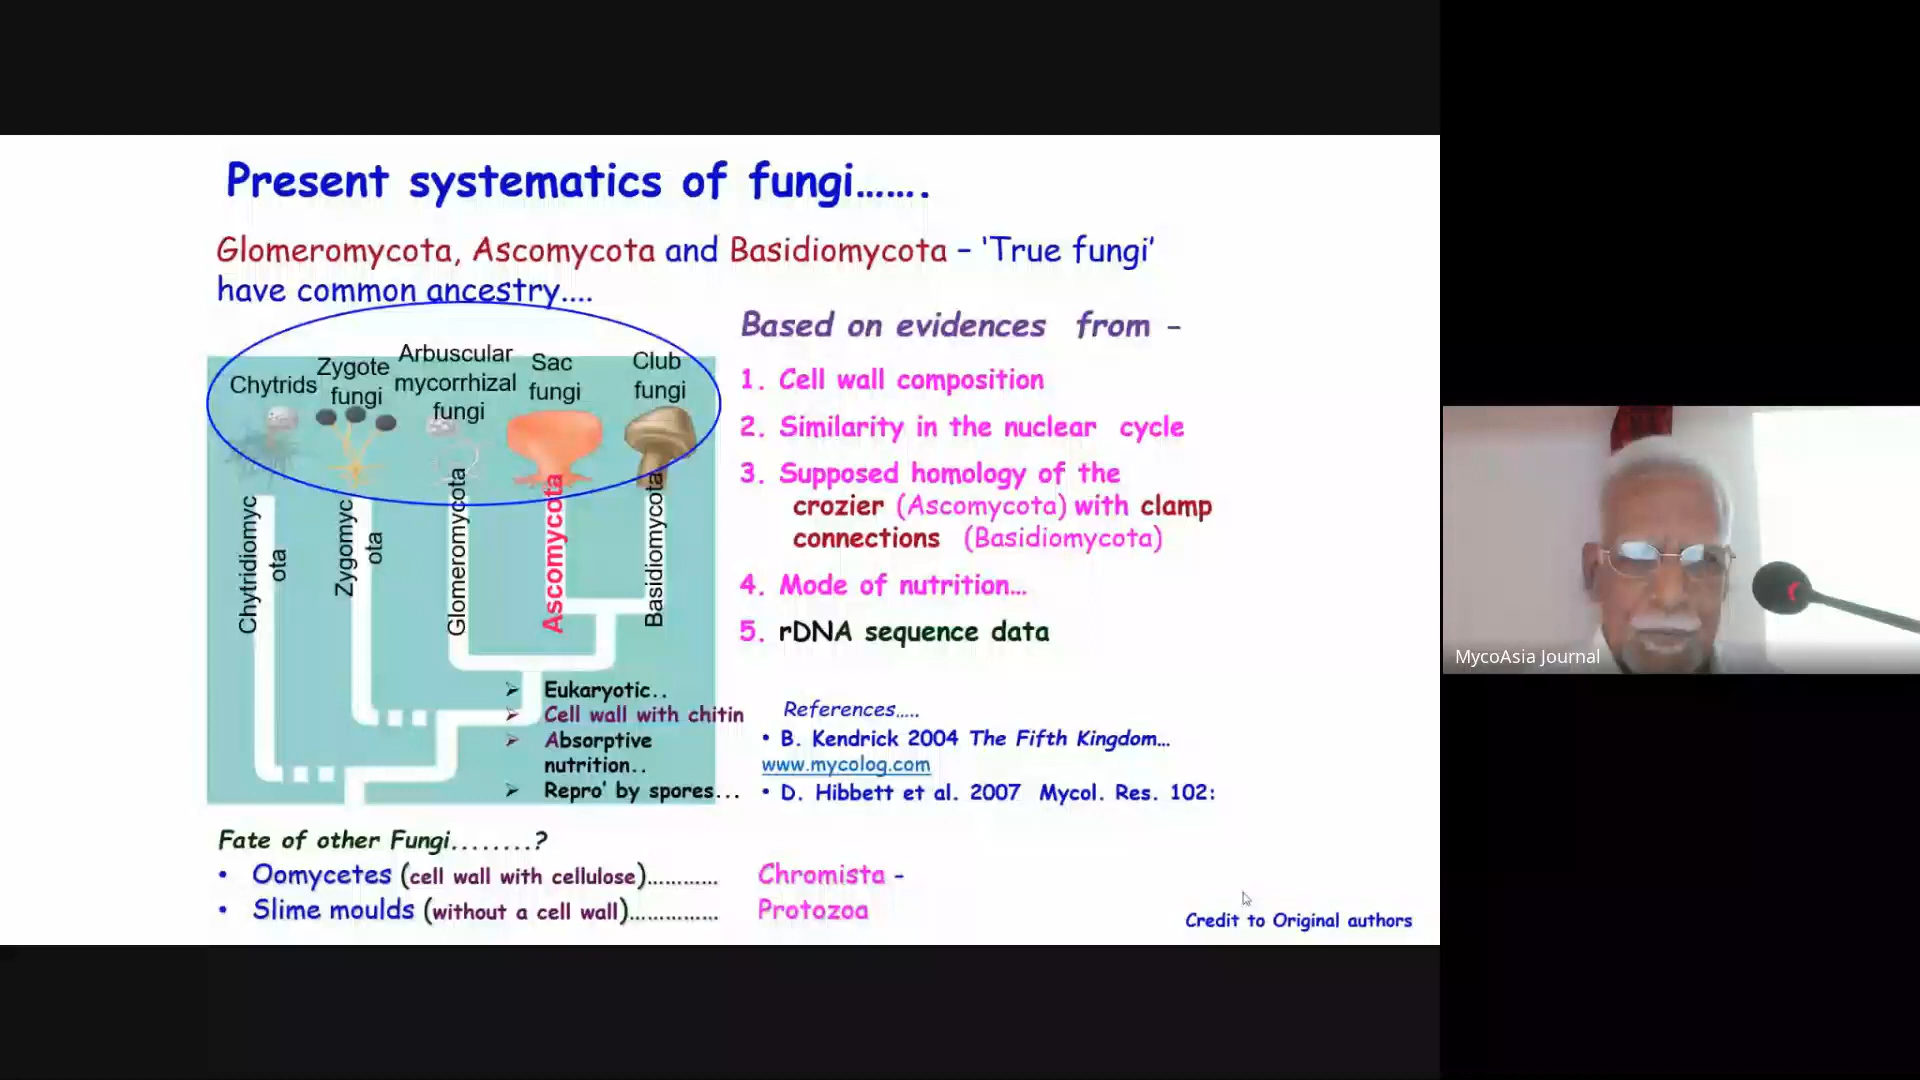 Present systematics of fungi…….
Glomeromycota, Ascomycota and Basidiomycota – ‘True fungi’
have common ancestry....
Chytrids
Zygote
fungi
Arbuscular
mycorrhizal
fungi
Sac
fungi
Club
fungi
Chytridiomyc
ota
Zygomyc
ota
Glomeromycota
Ascomycota
Basidiomycota
➢ Eukaryotic..
➢ Cell wall with chitin
➢ Absorptive
nutrition..
➢ Repro’ by spores...
Based on evidences from -
1. Cell wall composition
2. Similarity in the nuclear cycle
3. Supposed homology of the
crozier (Ascomycota) with clamp
connections (Basidiomycota)
4. Mode of nutrition…
5. rDNA sequence data
References…..
• B. Kendrick 2004 The Fifth Kingdom…
www.mycolog.com
• D. Hibbett et al. 2007 Mycol. Res. 102:
Fate of other Fungi........?
• Oomycetes (cell wall with cellulose)………… Chromista -
• Slime moulds (without a cell wall)…………… Protozoa
Credit to Original authors
MycoAsia Journal